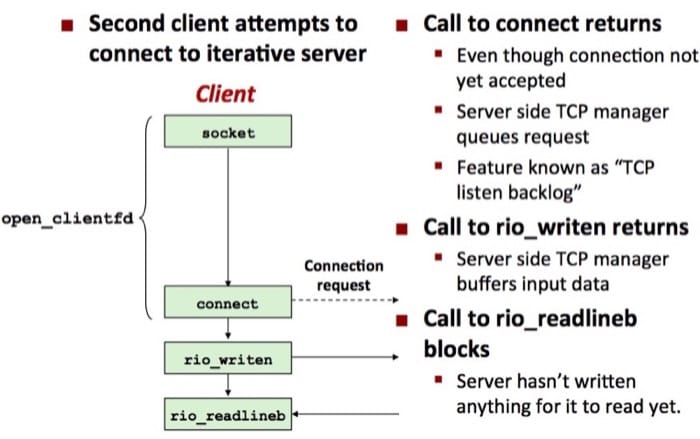 Second client attempts to
connect to iterative server
Client
socket
open_clientfd
Connection
request
connect
rio_writen
rio_readlineb
Call to connect returns
Even though connection not
yet accepted
Server side TCP manager
queues request
Feature known as “TCP
listen backlog”
Call to rio_writen returns
Server side TCP manager
buffers input data
Call to rio_readlineb
blocks
Server hasn’t written
anything for it to read yet.